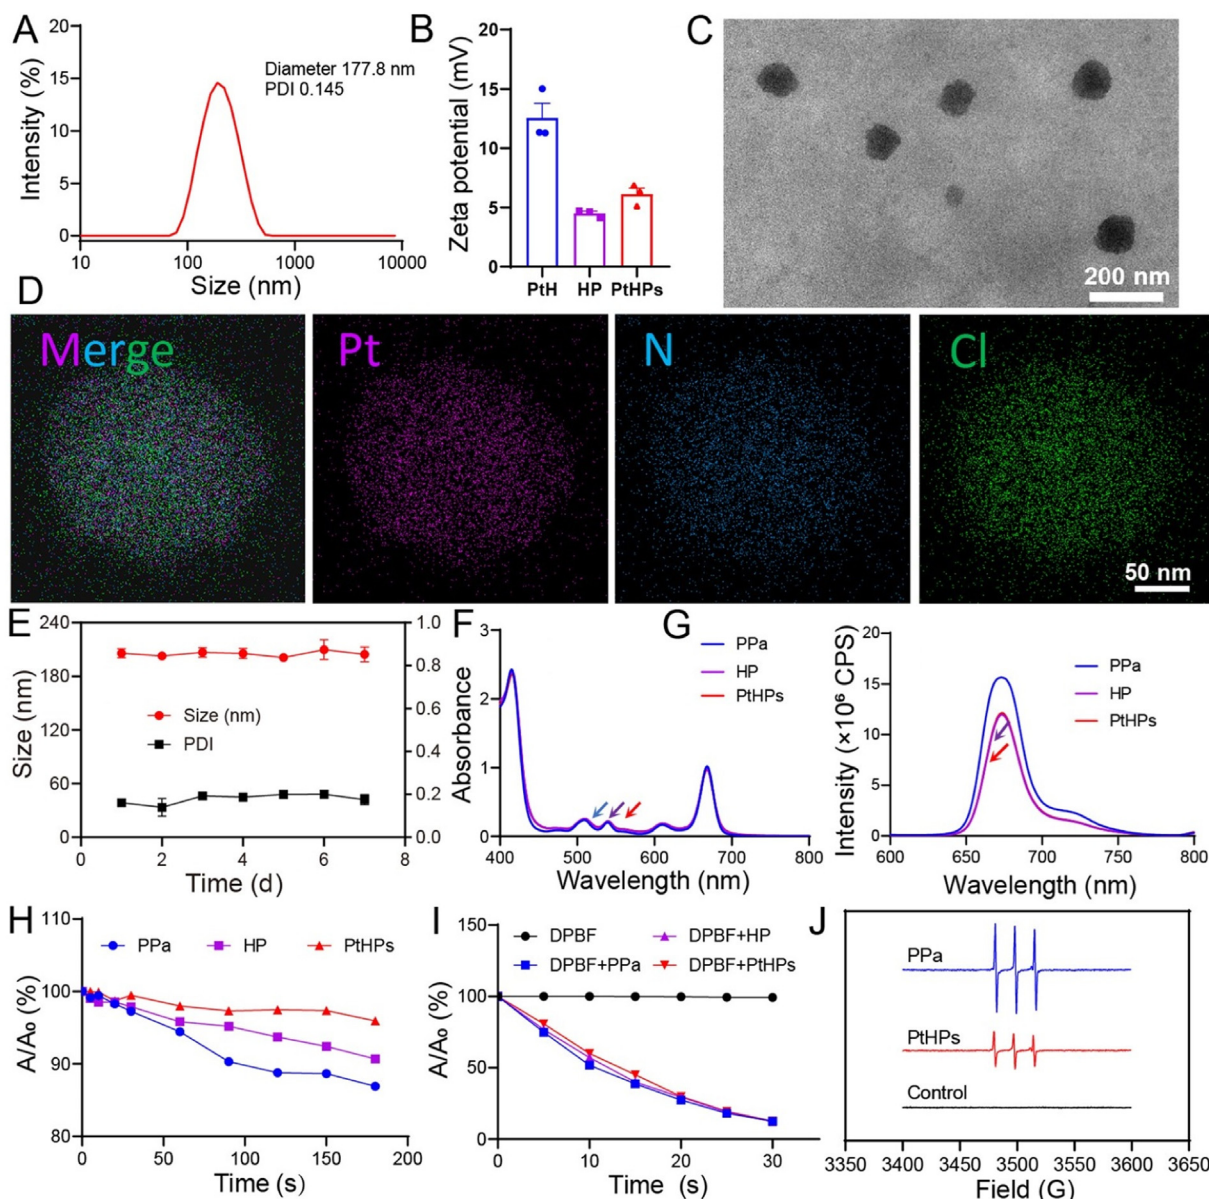 A
Intensity (%)
20
15
10
5
0
10
100
1000
10000
Size (nm)
Diameter 177.8 nm
PDI 0.145
B
Zeta potential (mV)
20
15
10
5
0
PtH
HP
PtHPs
C
200 nm
D
Merge
Pt
N
Cl
50 nm
E
Size (nm)
240
180
120
60
0
1.0
0.8
0.6
0.4
0.2
0.0
Size (nm)
PDI
0
2
4
6
8
Time (d)
F
Absorbance
3
2
1
0
PPa
HP
PtHPs
400
500
600
700
800
Wavelength (nm)
G
Intensity (×10⁶ CPS)
20
15
10
5
0
PPa
HP
PtHPs
600
650
700
750
800
Wavelength (nm)
H
A/A₀ (%)
110
100
90
80
PPa
HP
PtHPs
0
50
100
150
200
Time (s)
I
A/A₀ (%)
150
100
50
0
DPBF
DPBF+HP
DPBF+PPa
DPBF+PtHPs
0
10
20
30
Time (s)
J
PPa
PtHPs
Control
3350
3400
3450
3500
3550
3600
3650
Field (G)